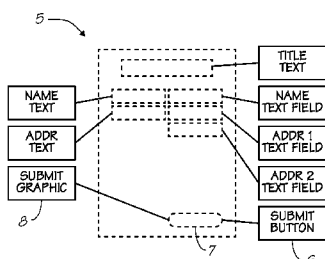 5
TITLE
TEXT
NAME
TEXT
NAME
TEXT FIELD
ADDR
TEXT
ADDR 1
TEXT FIELD
SUBMIT
GRAPHIC
ADDR 2
TEXT FIELD
8
7
SUBMIT
BUTTON